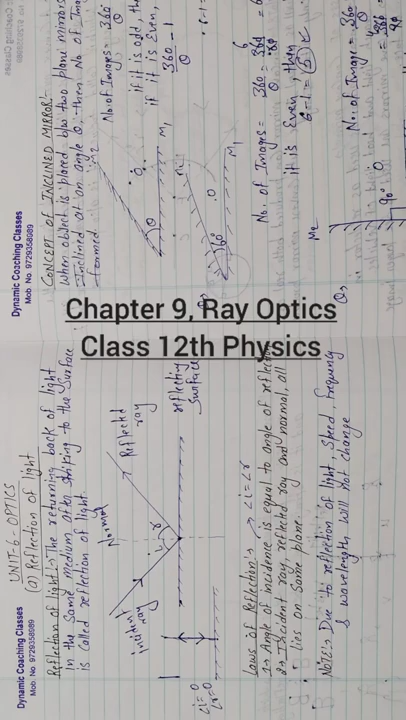 Dynamic Coaching Classes
Mob. No. 9729358989
UNIT-6 OPTICS
(a) Reflection of light
Reflection of light:- The returning back of light
in the same medium after striking to the surface
is called reflection of light
Normal
Incident
ray
Reflected
ray
i
r
reflecting
surface
∠i=0
∠r=0
Laws of Reflection:-
∠i=∠r
1→ Angle of incidence is equal to angle of reflection
2→ Incident ray, reflected ray and normal, all
lies on same plane.
NOTE:- Due to reflection of light, speed, frequency
& wavelength, will not change
Chapter 9, Ray Optics
Class 12th Physics
Dynamic Coaching Classes
Mob. No. 9729358989
CONCEPT OF INCLINED MIRROR:-
When object is placed b/w two plane mirrors
Inclined at an angle θ. then No. of Images
formed
M2
M1
θ
No. of Images = 360/θ
if it is odd, th
if it is Even,
360/θ - 1
M1
60°
O
No. of Images = 360/θ =
it is Even, then
6-1 = 5
M2
90°
O
No. of Image = 360/θ